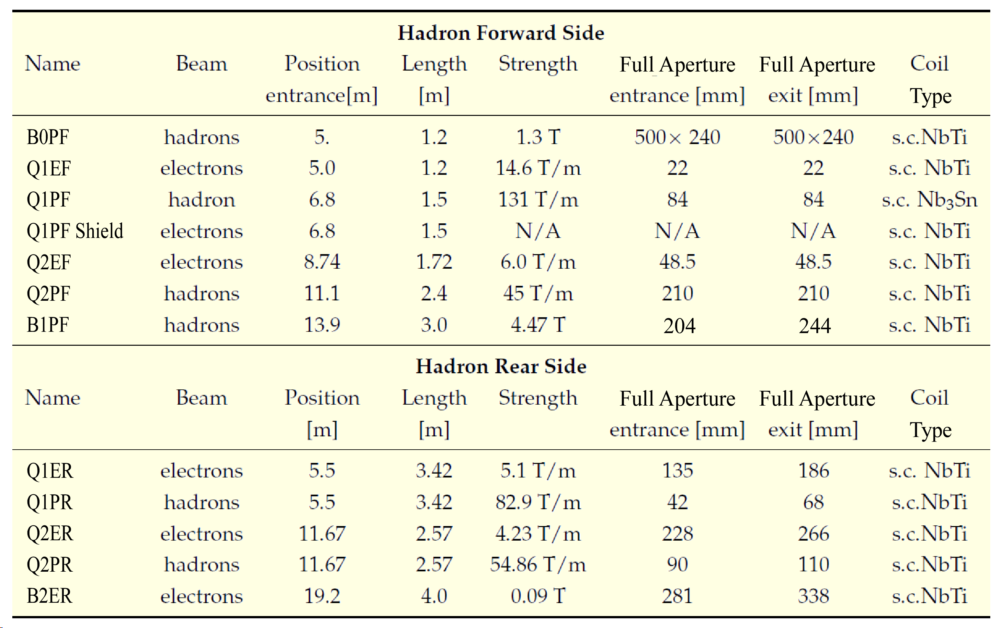 Hadron Forward Side
Name Beam Position Length Strength Full Aperture Full Aperture Coil
entrance[m] [m] entrance [mm] exit [mm] Type
B0PF hadrons 5. 1.2 1.3 T 500× 240 500×240 s.c.NbTi
Q1EF electrons 5.0 1.2 14.6 T/m 22 22 s.c. NbTi
Q1PF hadron 6.8 1.5 131 T/m 84 84 s.c. Nb₃Sn
Q1PF Shield electrons 6.8 1.5 N/A N/A N/A s.c. NbTi
Q2EF electrons 8.74 1.72 6.0 T/m 48.5 48.5 s.c. NbTi
Q2PF hadrons 11.1 2.4 45 T/m 210 210 s.c. NbTi
B1PF hadrons 13.9 3.0 4.47 T 204 244 s.c. NbTi
Hadron Rear Side
Name Beam Position Length Strength Full Aperture Full Aperture Coil
[m] [m] entrance [mm] exit [mm] Type
Q1ER electrons 5.5 3.42 5.1 T/m 135 186 s.c. NbTi
Q1PR hadrons 5.5 3.42 82.9 T/m 42 68 s.c.NbTi
Q2ER electrons 11.67 2.57 4.23 T/m 228 266 s.c.NbTi
Q2PR hadrons 11.67 2.57 54.86 T/m 90 110 s.c.NbTi
B2ER electrons 19.2 4.0 0.09 T 281 338 s.c.NbTi